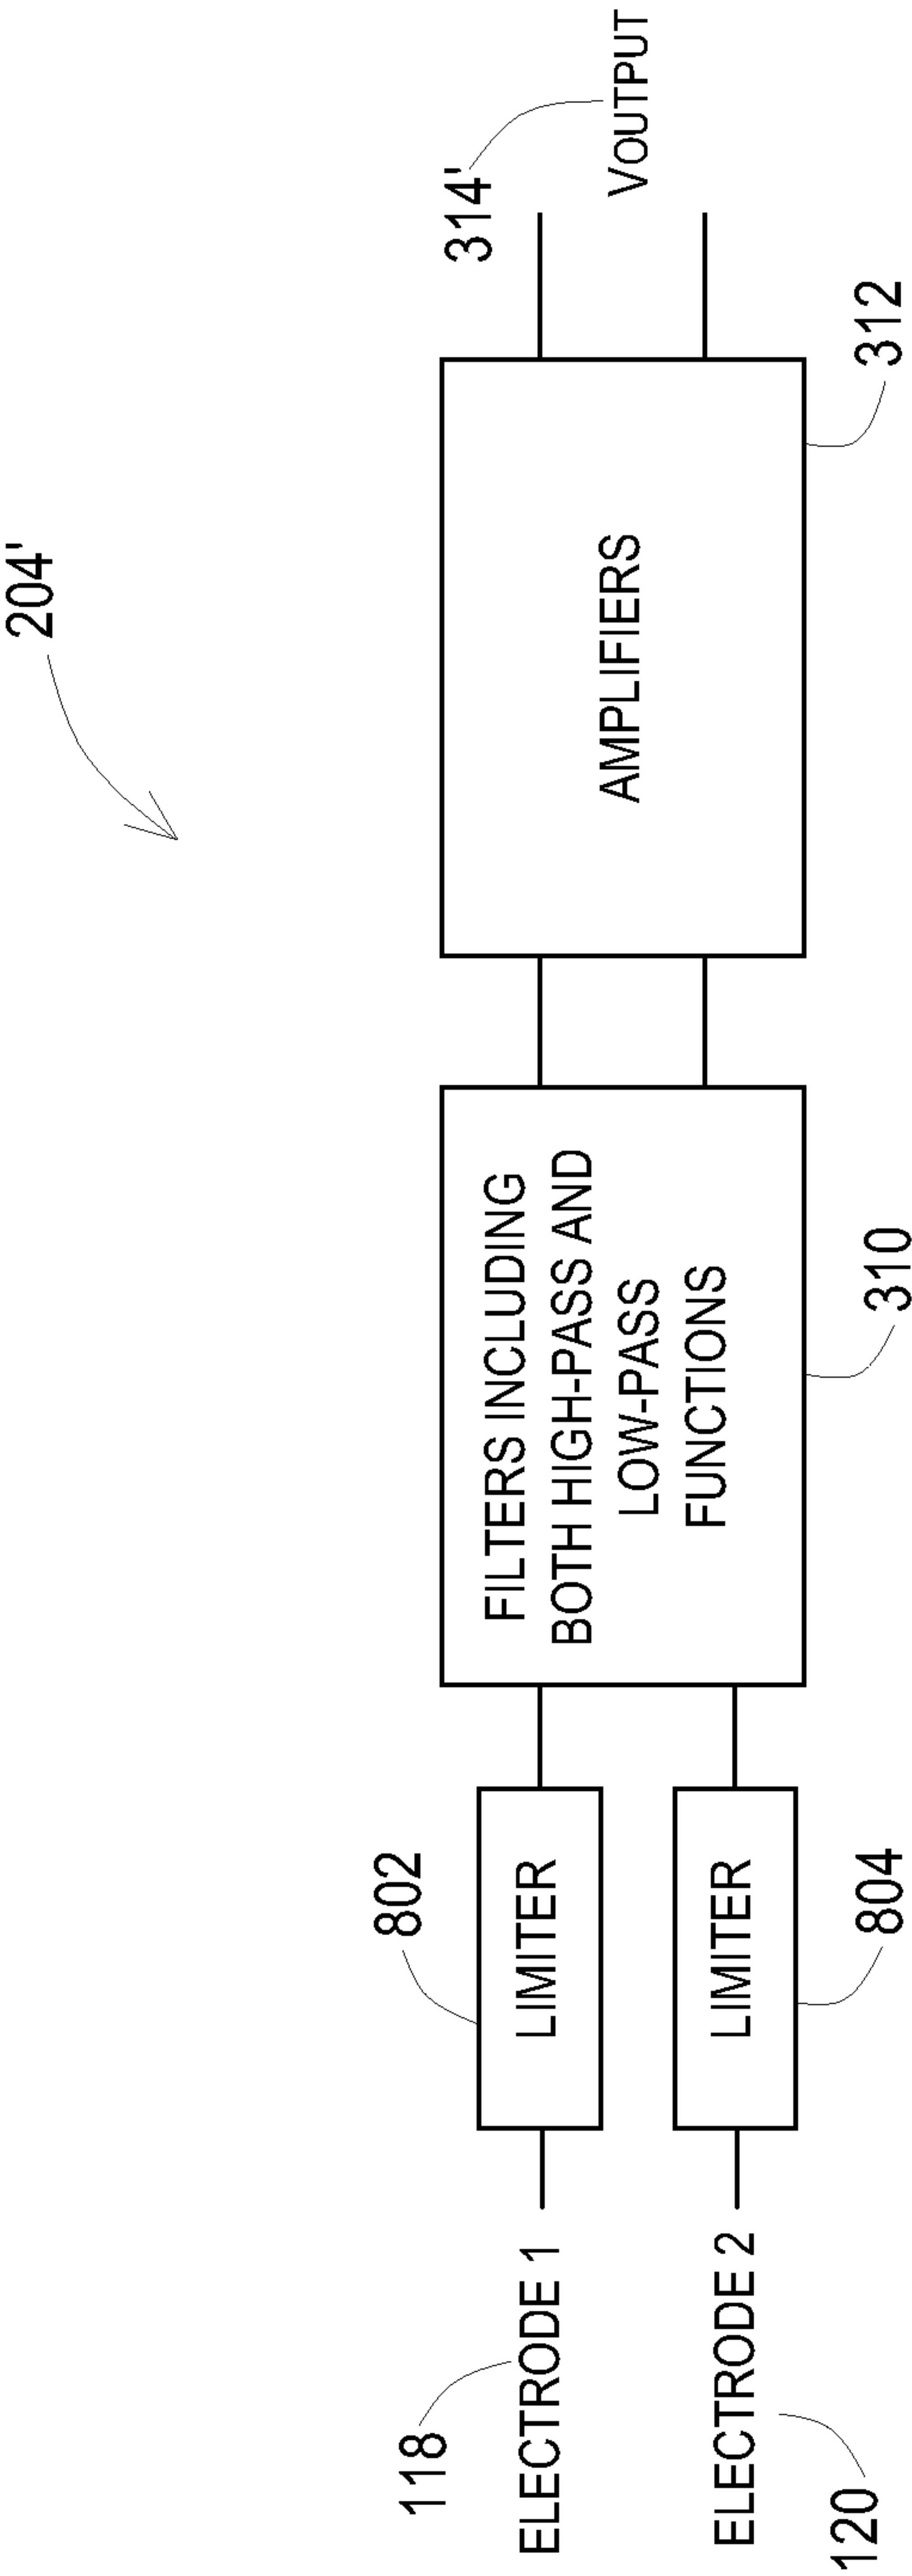 204'
118
ELECTRODE 1
802
LIMITER
ELECTRODE 2
120
LIMITER
804
FILTERS INCLUDING
BOTH HIGH-PASS AND
LOW-PASS
FUNCTIONS
310
AMPLIFIERS
312
314'
VOUTPUT